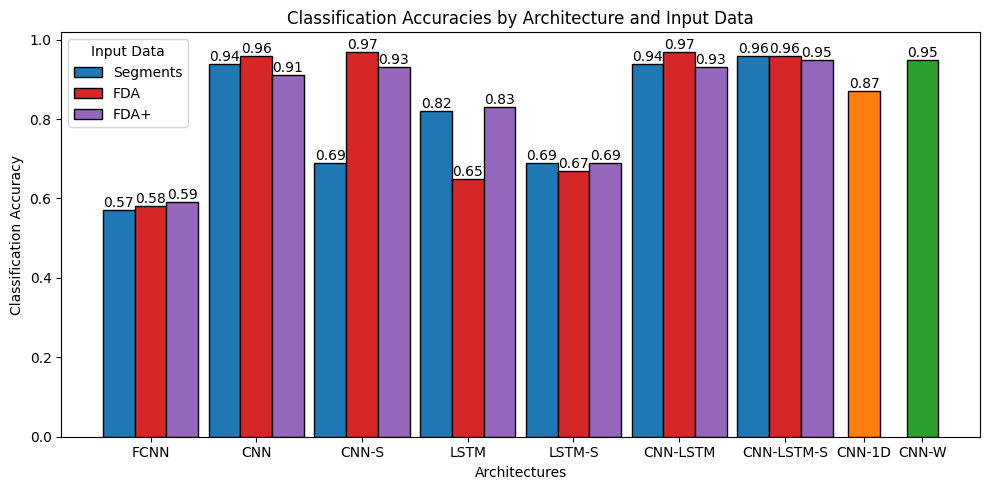 Classification Accuracies by Architecture and Input Data
Classification Accuracy
1.0
0.8
0.6
0.4
0.2
0.0
Input Data
Segments
FDA
FDA+
0.57 0.58 0.59
0.94 0.96 0.91
0.69 0.97 0.93
0.82 0.65 0.83
0.69 0.67 0.69
0.94 0.97 0.93
0.96 0.96 0.95
0.87
0.95
FCNN CNN CNN-S LSTM LSTM-S CNN-LSTM CNN-LSTM-S CNN-1D CNN-W
Architectures